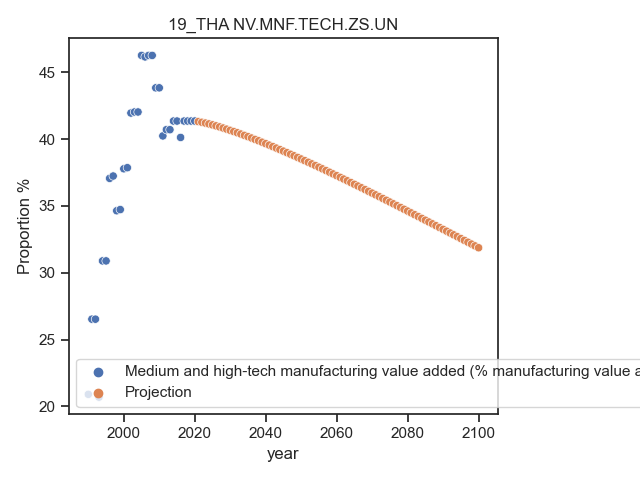 19_THA NV.MNF.TECH.ZS.UN
Proportion %
45
40
35
30
25
20
Medium and high-tech manufacturing value added (% manufacturing value a
Projection
2000
2020
2040
2060
2080
2100
year